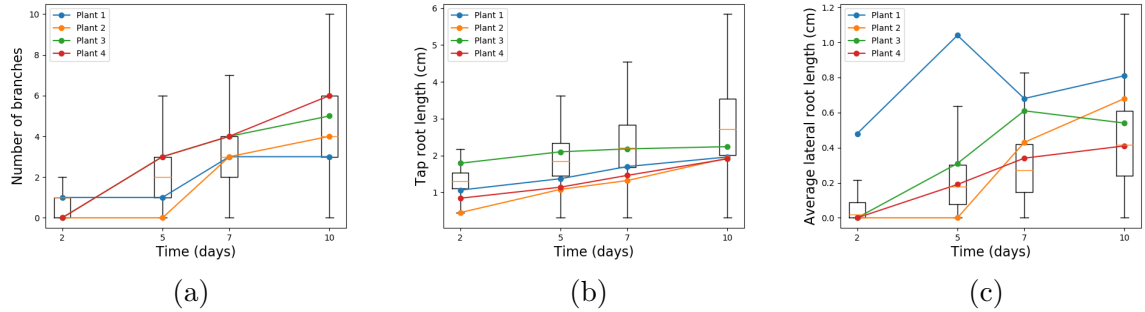 Number of branches
10
8
6
4
2
0
Plant 1
Plant 2
Plant 3
Plant 4
2
5
7
10
Time (days)
(a)
Tap root length (cm)
6
5
4
3
2
1
Plant 1
Plant 2
Plant 3
Plant 4
2
5
7
10
Time (days)
(b)
Average lateral root length (cm)
1.2
1.0
0.8
0.6
0.4
0.2
0.0
Plant 1
Plant 2
Plant 3
Plant 4
2
5
7
10
Time (days)
(c)